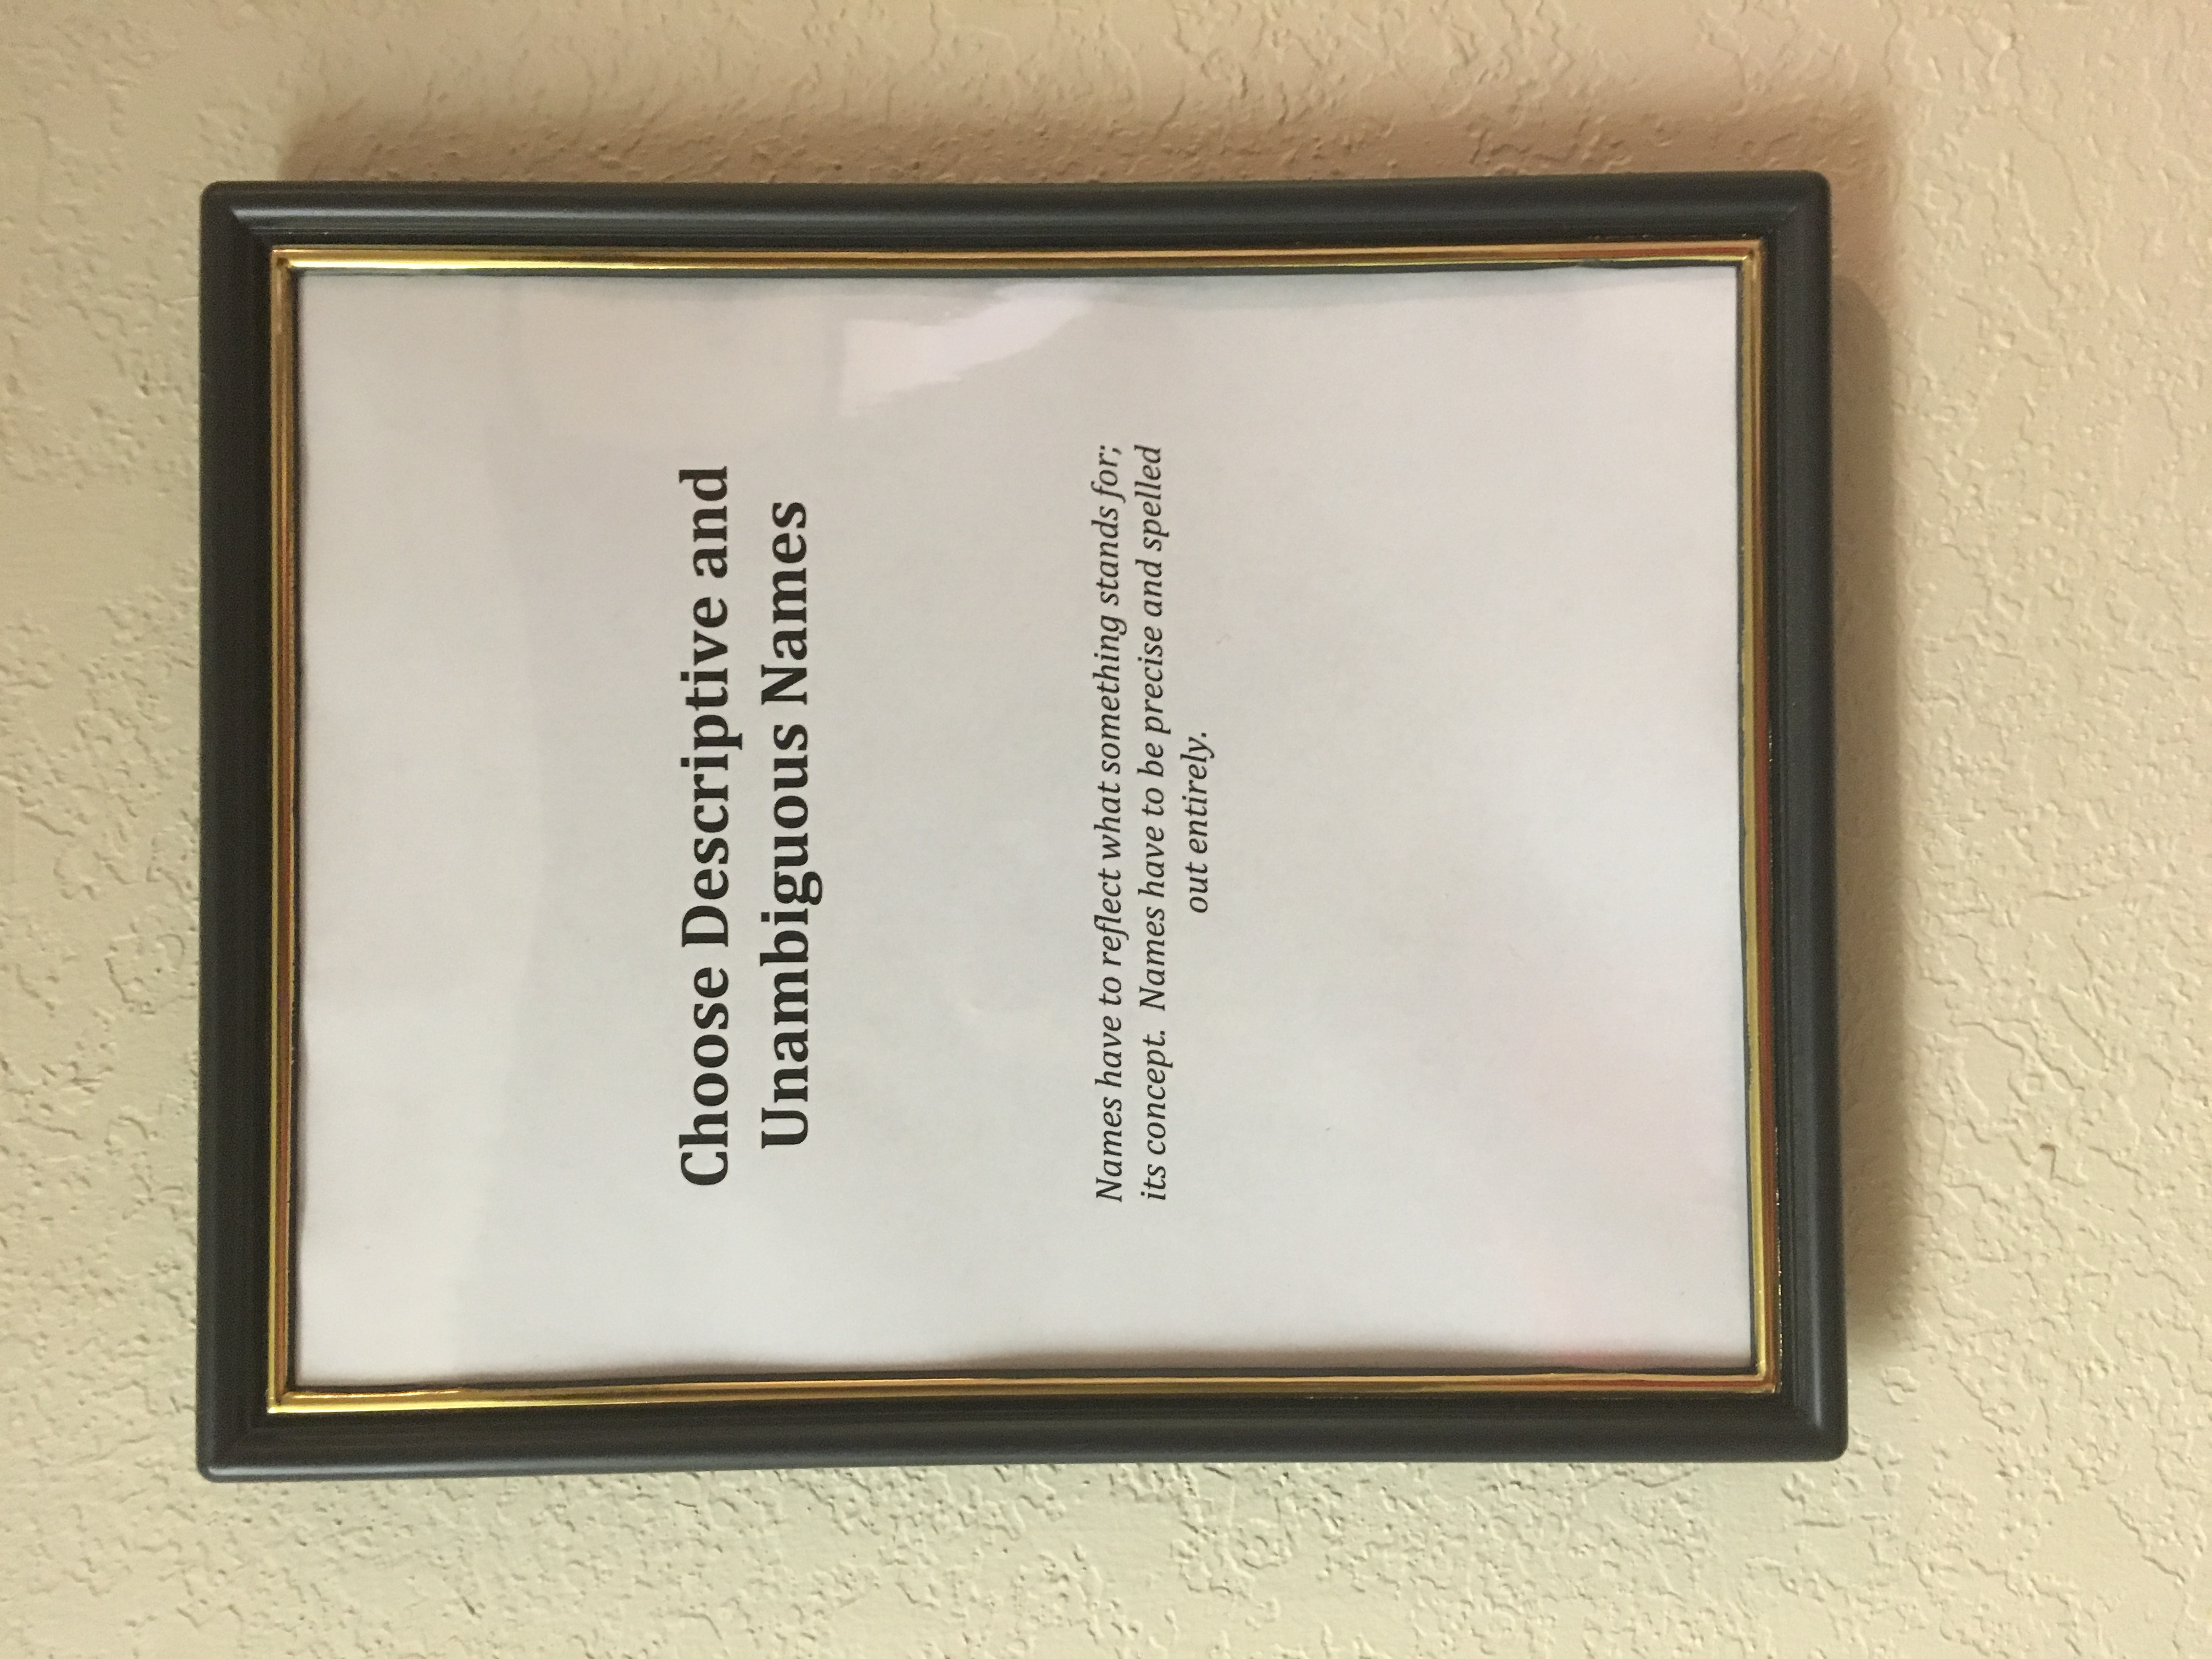 Choose Descriptive and
Unambiguous Names
Names have to reflect what something stands for;
its concept.  Names have to be precise and spelled
out entirely.